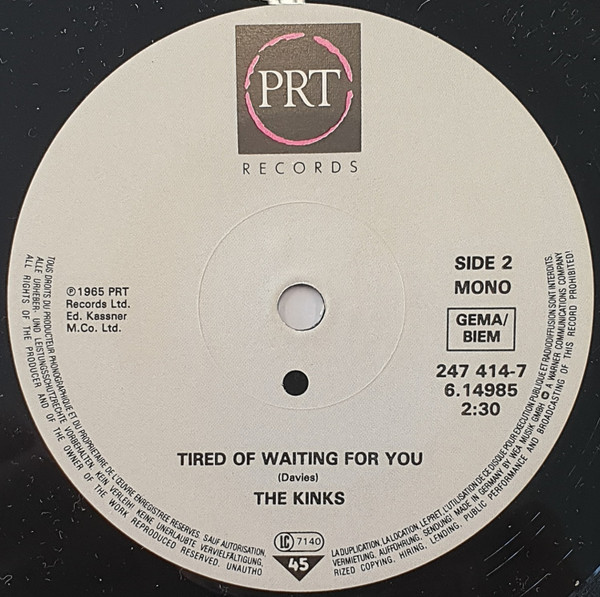 PRT
RECORDS
℗1965 PRT
Records Ltd.
Ed. Kassner
M.Co. Ltd.
SIDE 2
MONO
GEMA/
BIEM
247 414-7
6.14985
2:30
TIRED OF WAITING FOR YOU
(Davies)
THE KINKS
LC 7140
45
TOUS DROITS DU PRODUCTEUR PHONOGRAPHIQUE ET DU PROPRIETAIRE DE L'ŒUVRE ENREGISTREE RESERVES. SAUF AUTORISATION,
LA DUPLICATION, LA LOCATION, LE PRET, L'UTILISATION DE CE DISQUE POUR EXECUTION PUBLIQUE ET RADIODIFFUSION SONT INTERDITS.
ALLE URHEBER- UND LEISTUNGSSCHUTZRECHTE VORBEHALTEN. KEIN VERLEIH! KEINE UNERLAUBTE VERVIELFÄLTIGUNG,
VERMIETUNG, AUFFÜHRUNG, SENDUNG! MADE IN GERMANY BY WEA MUSIK GMBH A WARNER COMMUNICATIONS COMPANY
ALL RIGHTS OF THE PRODUCER AND OF THE OWNER OF THE WORK REPRODUCED RESERVED. UNAUTHO
RIZED COPYING, HIRING, LENDING, PUBLIC PERFORMANCE AND BROADCASTING OF THIS RECORD PROHIBITED!